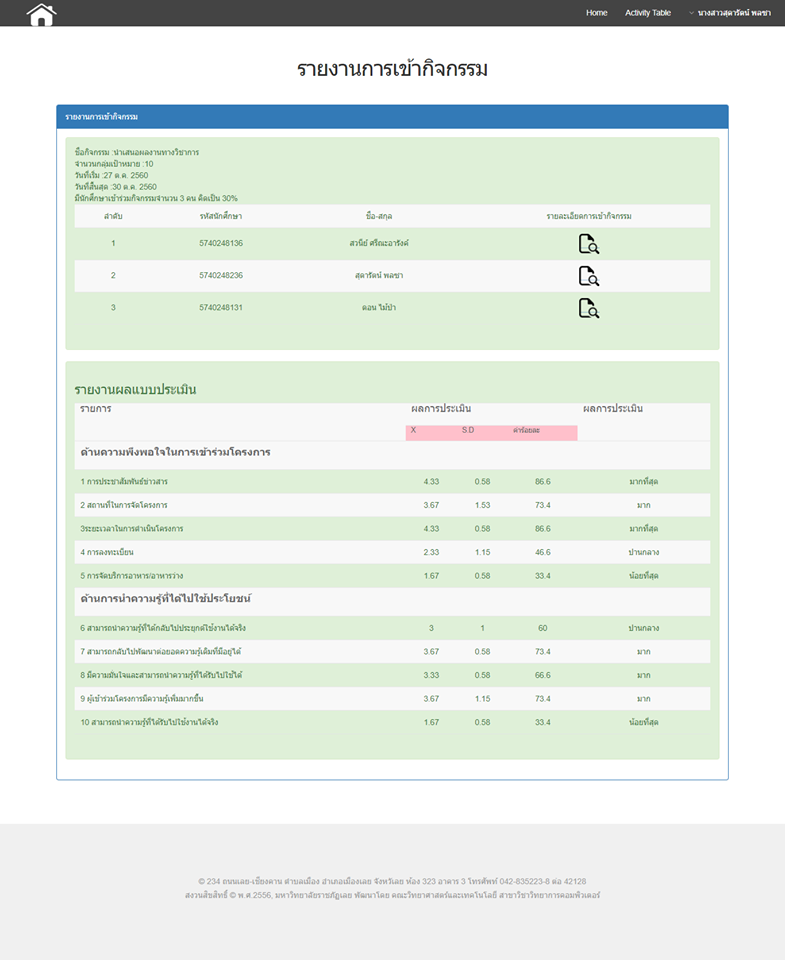 Home Activity Table นางสาวสุดารัตน์ พลซา
รายงานการเข้ากิจกรรม
รายงานการเข้ากิจกรรม
ชื่อกิจกรรม :นำเสนอผลงานทางวิชาการ
จำนวนกลุ่มเป้าหมาย :10
วันที่เริ่ม :27 ต.ค. 2560
วันที่สิ้นสุด :30 ต.ค. 2560
มีนักศึกษาเข้าร่วมกิจกรรมจำนวน 3 คน คิดเป็น 30%
ลำดับ รหัสนักศึกษา ชื่อ-สกุล รายละเอียดการเข้ากิจกรรม
1 5740248136 สวนีย์ ศรีณะอารังค์
2 5740248236 สุดารัตน์ พลซา
3 5740248131 ดอน ไม้ป่า
รายงานผลแบบประเมิน
รายการ ผลการประเมิน ผลการประเมิน
X S.D ค่าร้อยละ
ด้านความพึงพอใจในการเข้าร่วมโครงการ
1 การประชาสัมพันธ์ข่าวสาร 4.33 0.58 86.6 มากที่สุด
2 สถานที่ในการจัดโครงการ 3.67 1.53 73.4 มาก
3ระยะเวลาในการดำเนินโครงการ 4.33 0.58 86.6 มากที่สุด
4 การลงทะเบียน 2.33 1.15 46.6 ปานกลาง
5 การจัดบริการอาหาร/อาหารว่าง 1.67 0.58 33.4 น้อยที่สุด
ด้านการนำความรู้ที่ได้ไปใช้ประโยชน์
6 สามารถนำความรู้ที่ได้กลับไปประยุกต์ใช้งานได้จริง 3 1 60 ปานกลาง
7 สามารถกลับไปพัฒนาต่อยอดความรู้เดิมที่มีอยู่ได้ 3.67 0.58 73.4 มาก
8 มีความมั่นใจและสามารถนำความรู้ที่ได้รับไปใช้ได้ 3.33 0.58 66.6 มาก
9 ผู้เข้าร่วมโครงการมีความรู้เพิ่มมากขึ้น 3.67 1.15 73.4 มาก
10 สามารถนำความรู้ที่ได้รับไปใช้งานได้จริง 1.67 0.58 33.4 น้อยที่สุด
© 234 ถนนเลย-เชียงคาน ตำบลเมือง อำเภอเมืองเลย จังหวัเลย ห้อง 323 อาคาร 3 โทรศัพท์ 042-835223-8 ต่อ 42128
สงวนสิขสิทธิ์ © พ.ศ.2556, มหาวิทยาลัยราชภัฏเลย พัฒนาโดย คณะวิทยาศาสตร์และเทคโนโลยี สาขาวิชาวิทยาการคอมพิวเตอร์